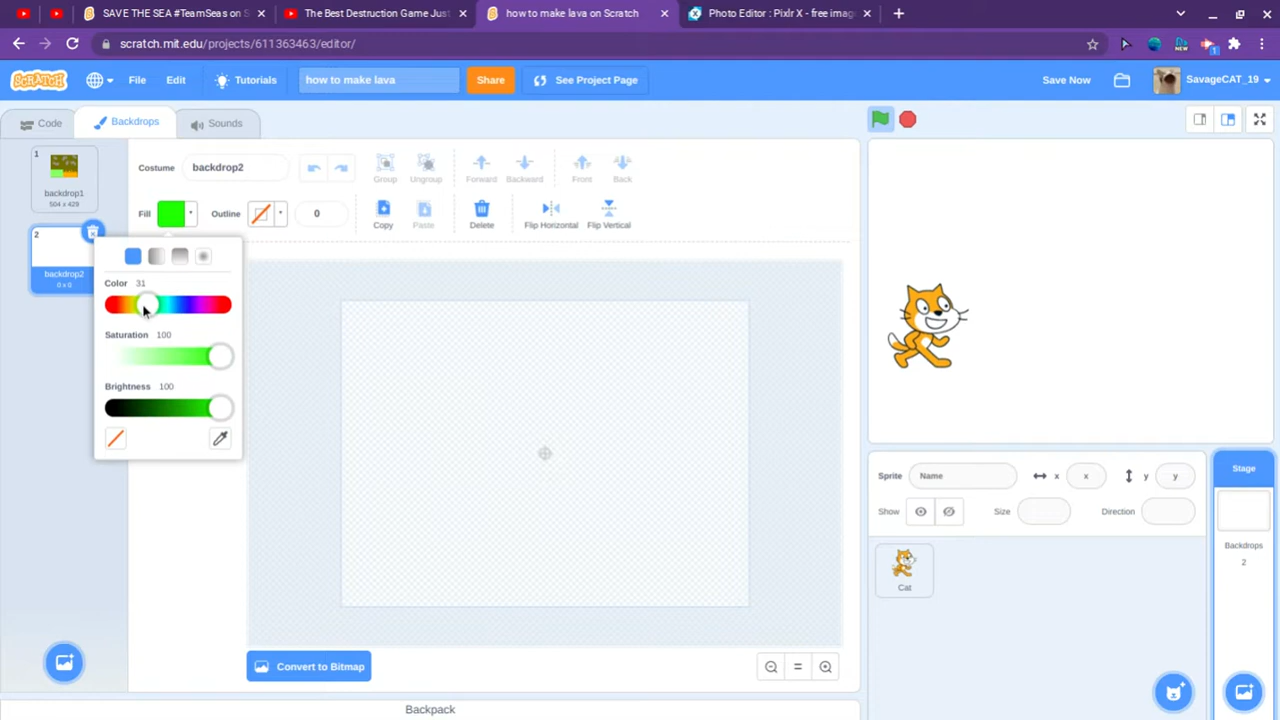 SAVE THE SEA #TeamSeas on S
The Best Destruction Game Just
how to make lava on Scratch
Photo Editor : Pixlr X - free imag
scratch.mit.edu/projects/611363463/editor/
SCRATCH
File
Edit
Tutorials
how to make lava
Share
See Project Page
Save Now
SavageCAT_19
Code
Backdrops
Sounds
1
backdrop1
504 x 429
2
backdrop2
0 x 0
Costume
backdrop2
Group
Ungroup
Forward
Backward
Front
Back
Fill
Outline
0
Copy
Paste
Delete
Flip Horizontal
Flip Vertical
Color 31
Saturation 100
Brightness 100
Convert to Bitmap
Backpack
Sprite
Name
x
x
y
y
Show
Size
Direction
Cat
Stage
Backdrops
2